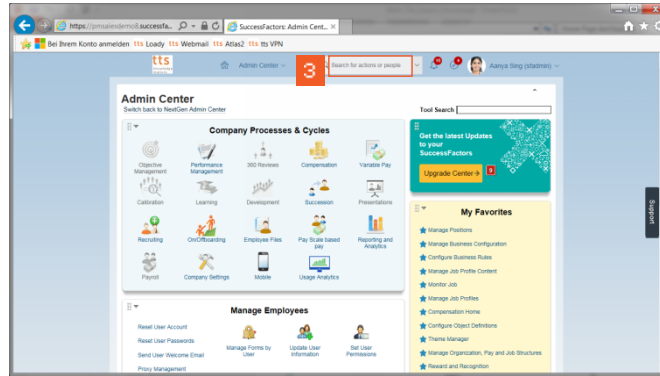 https://pmsalesdemo8.successfa...
SuccessFactors: Admin Cent...
Bei Ihrem Konto anmelden tts Loady tts Webmail tts Atlas2 tts tts VPN
tts
Admin Center
3
Search for actions or people
Aanya Sing (sfadmin)
Admin Center
Switch back to NextGen Admin Center
Tool Search
Company Processes & Cycles
Objective Management
Performance Management
360 Reviews
Compensation
Variable Pay
Calibration
Learning
Development
Succession
Presentations
Recruiting
On/Offboarding
Employee Files
Pay Scale based pay
Reporting and Analytics
Payroll
Company Settings
Mobile
Usage Analytics
Get the latest Updates
to your
SuccessFactors
Upgrade Center
My Favorites
Manage Positions
Manage Business Configuration
Configure Business Rules
Manage Job Profile Content
Monitor Job
Manage Job Profiles
Compensation Home
Configure Object Definitions
Theme Manager
Manage Organization, Pay and Job Structures
Reward and Recognition
Support
Manage Employees
Reset User Account
Reset User Passwords
Send User Welcome Email
Proxy Management
Manage Forms by User
Update User Information
Set User Permissions